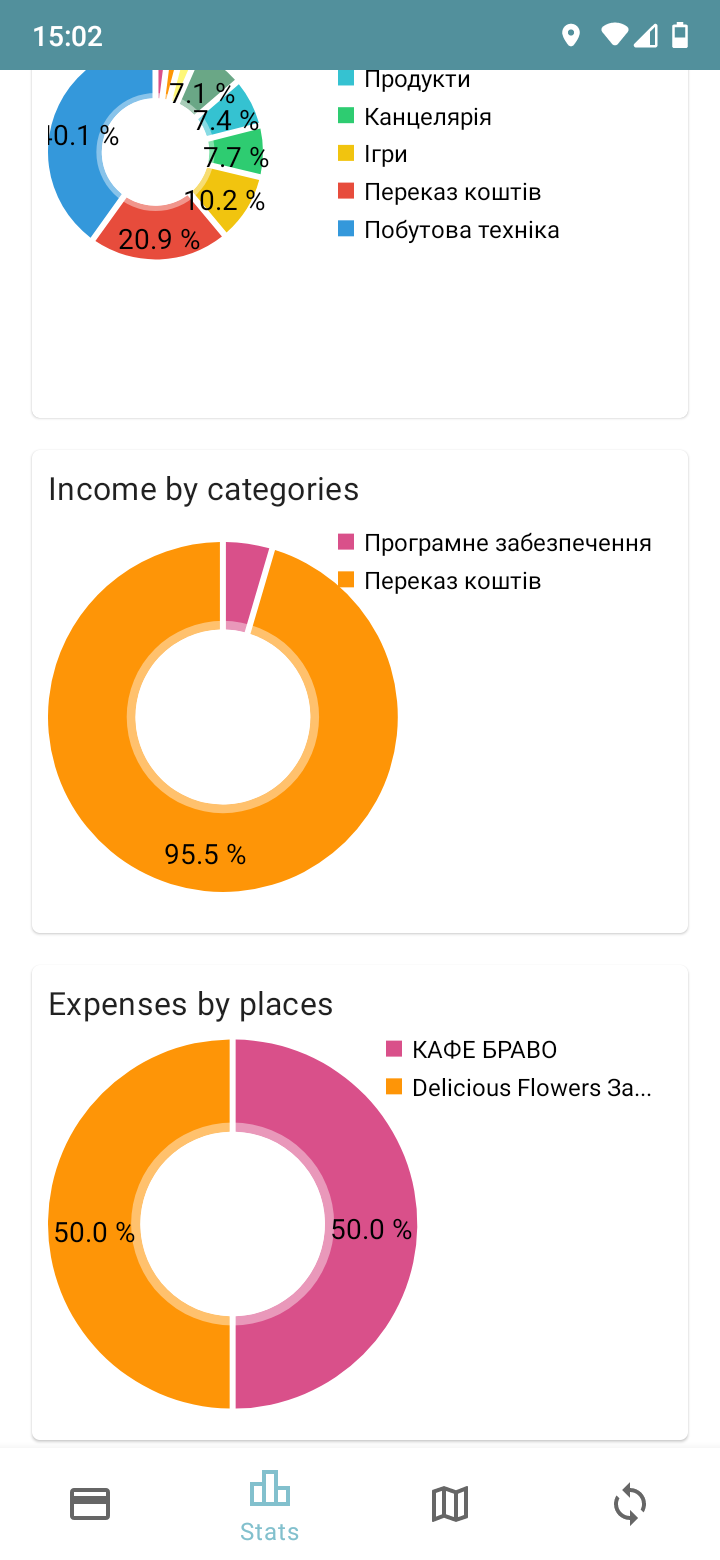 15:02
7.1 %
7.4 %
7.7 %
10.2 %
20.9 %
40.1 %
Продукти
Канцелярія
Ігри
Переказ коштів
Побутова техніка
Income by categories
Програмне забезпечення
Переказ коштів
95.5 %
Expenses by places
КАФЕ БРАВО
Delicious Flowers За...
50.0 %
50.0 %
Stats